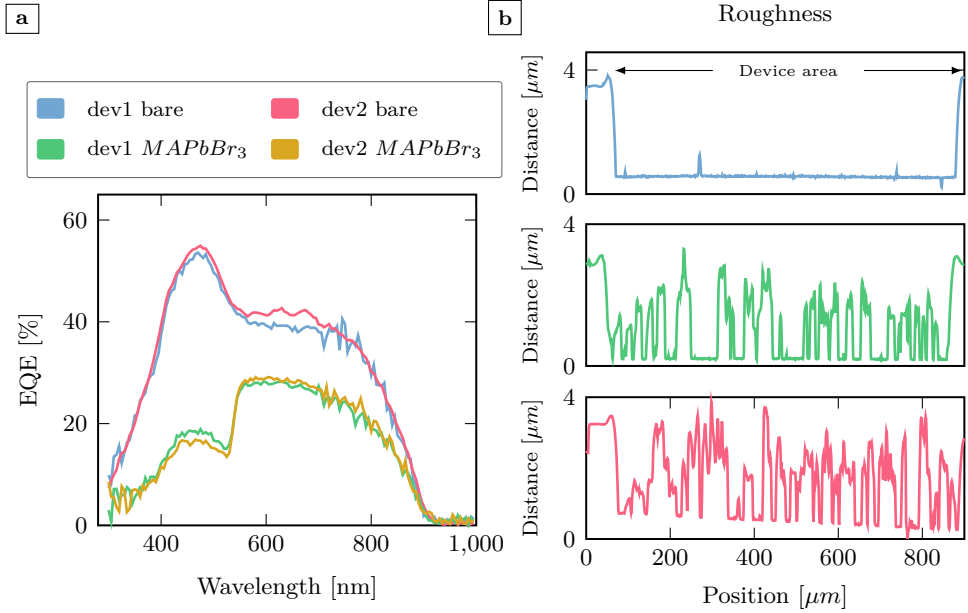 a
dev1 bare
dev2 bare
dev1 MAPbBr₃
dev2 MAPbBr₃
EQE [%]
60
40
20
0
400
600
800
1,000
Wavelength [nm]
b
Roughness
Distance [μm]
4
0
Device area
Distance [μm]
4
0
Distance [μm]
4
0
0
200
400
600
800
Position [μm]